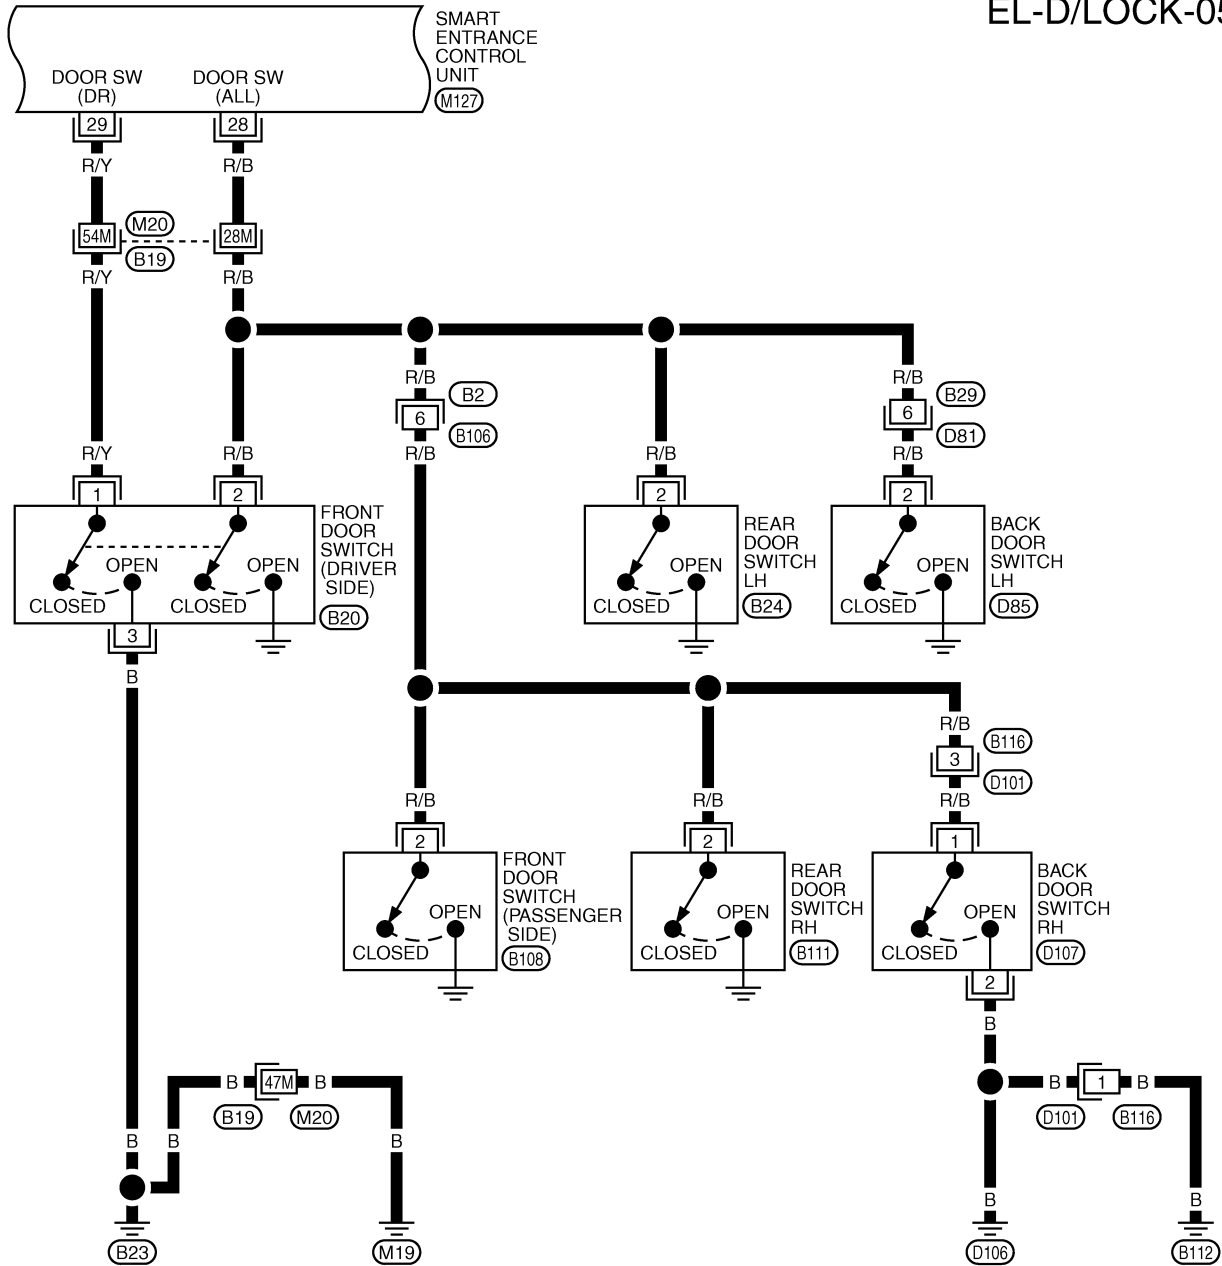 EL-D/LOCK-05
SMART
ENTRANCE
CONTROL
UNIT
M127
DOOR SW
(DR)
DOOR SW
(ALL)
29
28
R/Y
R/B
54M
M20
B19
28M
R/Y
R/B
R/B
B2
6
B106
R/B
R/B
B29
6
D81
R/B
R/Y
R/B
R/B
1
2
OPEN
CLOSED
OPEN
CLOSED
FRONT
DOOR
SWITCH
(DRIVER
SIDE)
B20
3
B
2
OPEN
CLOSED
REAR
DOOR
SWITCH
LH
B24
2
OPEN
CLOSED
BACK
DOOR
SWITCH
LH
D85
R/B
B116
3
D101
R/B
R/B
R/B
2
OPEN
CLOSED
FRONT
DOOR
SWITCH
(PASSENGER
SIDE)
B108
2
OPEN
CLOSED
REAR
DOOR
SWITCH
RH
B111
1
OPEN
CLOSED
BACK
DOOR
SWITCH
RH
D107
2
B
B
47M
B
B19
M20
B
1
B
D101
B116
B
B
B
B
B
B23
M19
D106
B112